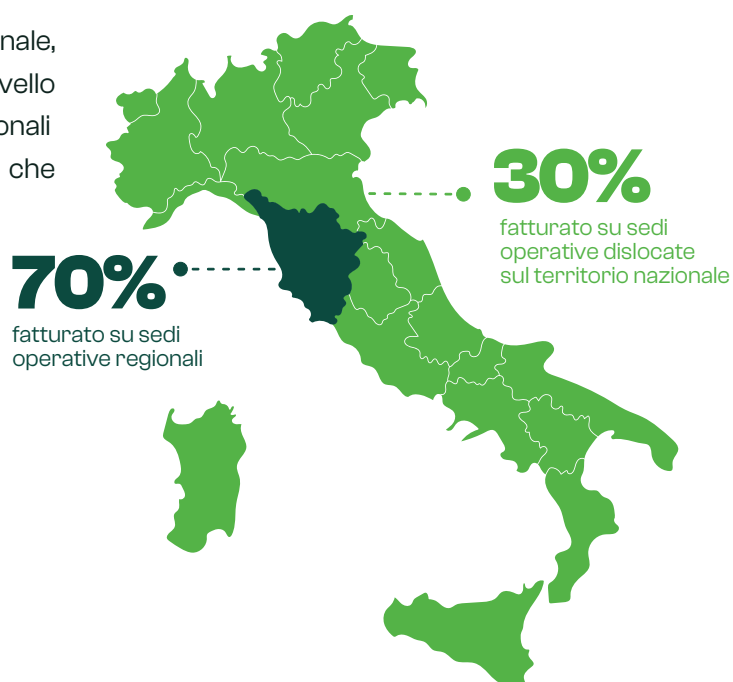 nale,
vello
onali
che
30%
fatturato su sedi
operative dislocate
sul territorio nazionale
70%
fatturato su sedi
operative regionali